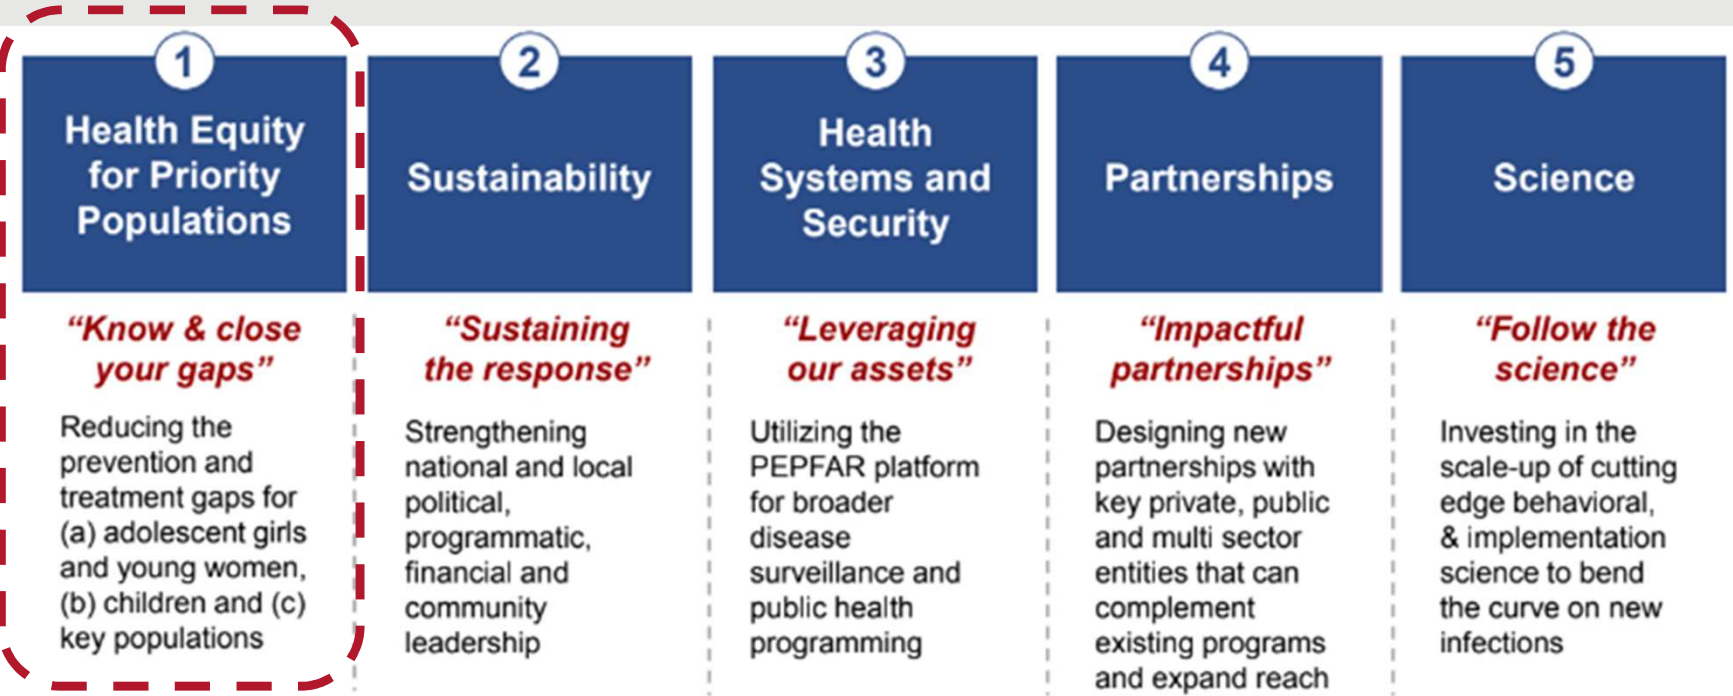 1
Health Equity
for Priority
Populations
“Know & close
your gaps”
Reducing the
prevention and
treatment gaps for
(a) adolescent girls
and young women,
(b) children and (c)
key populations
2
Sustainability
“Sustaining
the response”
Strengthening
national and local
political,
programmatic,
financial and
community
leadership
3
Health
Systems and
Security
“Leveraging
our assets”
Utilizing the
PEPFAR platform
for broader
disease
surveillance and
public health
programming
4
Partnerships
“Impactful
partnerships”
Designing new
partnerships with
key private, public
and multi sector
entities that can
complement
existing programs
and expand reach
5
Science
“Follow the
science”
Investing in the
scale-up of cutting
edge behavioral,
& implementation
science to bend
the curve on new
infections